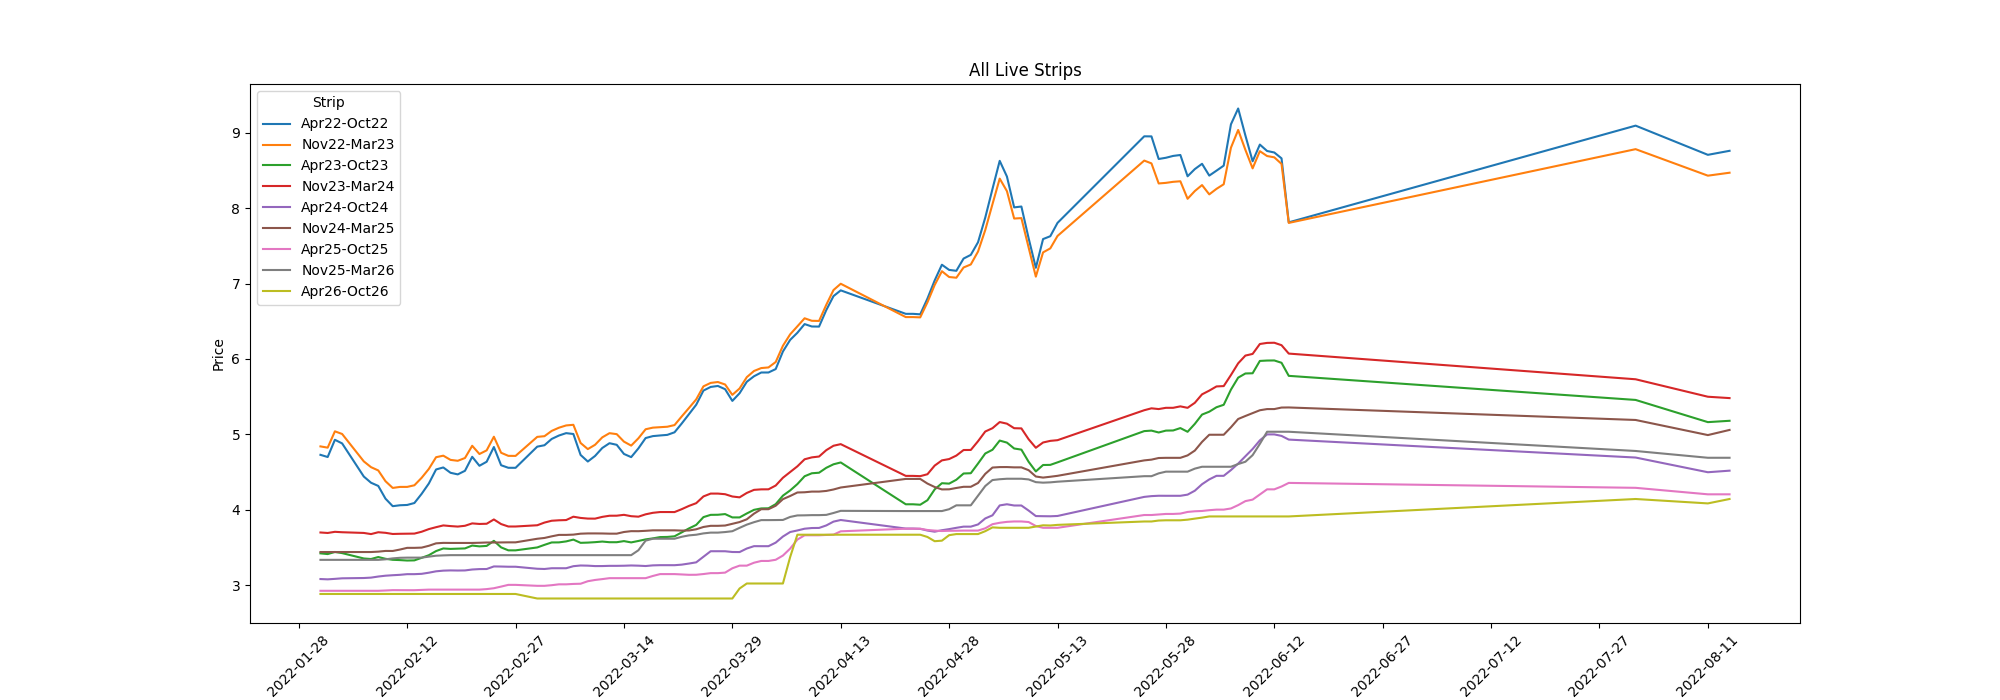 All Live Strips
Strip
Apr22-Oct22
Nov22-Mar23
Apr23-Oct23
Nov23-Mar24
Apr24-Oct24
Nov24-Mar25
Apr25-Oct25
Nov25-Mar26
Apr26-Oct26
Price
9
8
7
6
5
4
3
2022-01-28
2022-02-12
2022-02-27
2022-03-14
2022-03-29
2022-04-13
2022-04-28
2022-05-13
2022-05-28
2022-06-12
2022-06-27
2022-07-12
2022-07-27
2022-08-11